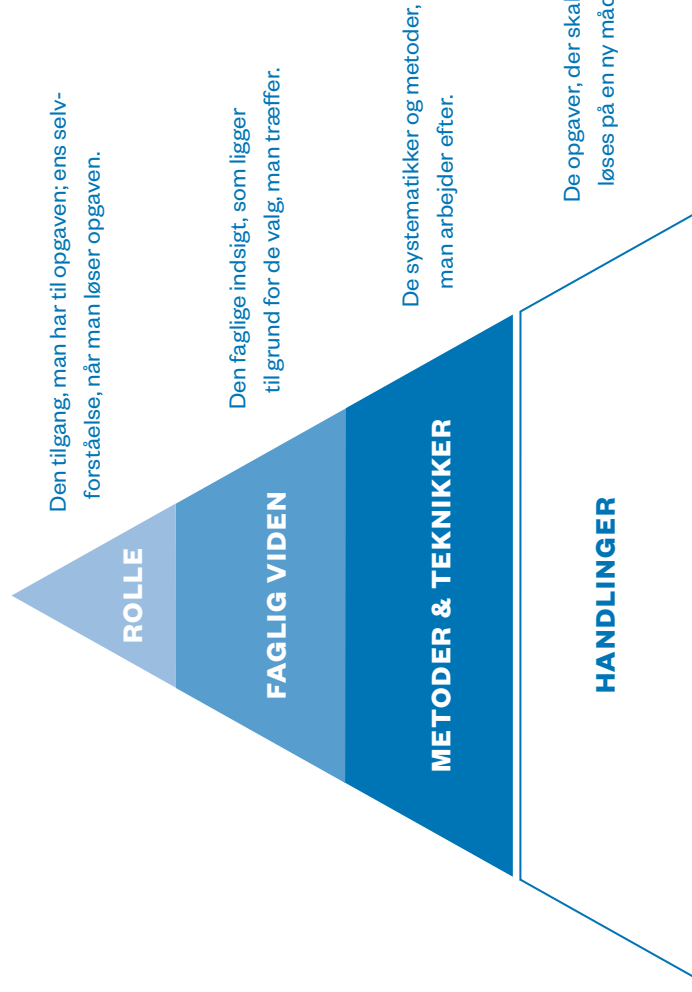 ROLLE
Den tilgang, man har til opgaven; ens selv-
forståelse, når man løser opgaven.
FAGLIG VIDEN
Den faglige indsigt, som ligger
til grund for de valg, man træffer.
METODER & TEKNIKKER
De systematikker og metoder,
man arbejder efter.
HANDLINGER
De opgaver, der skal
løses på en ny